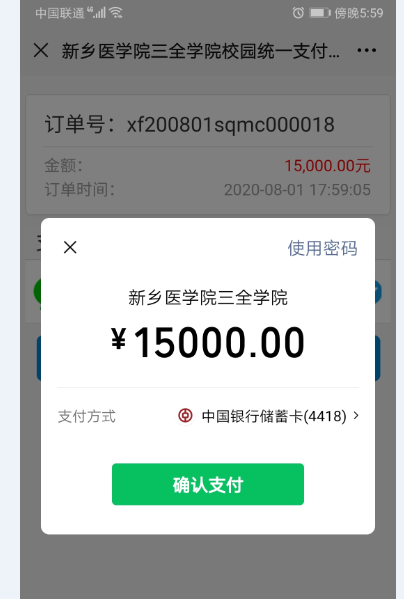 中国联通 傍晚5:59
新乡医学院三全学院校园统一支付...
订单号：xf200801sqmc000018
金额： 15,000.00元
订单时间： 2020-08-01 17:59:05
使用密码
新乡医学院三全学院
¥15000.00
支付方式 中国银行储蓄卡(4418)
确认支付